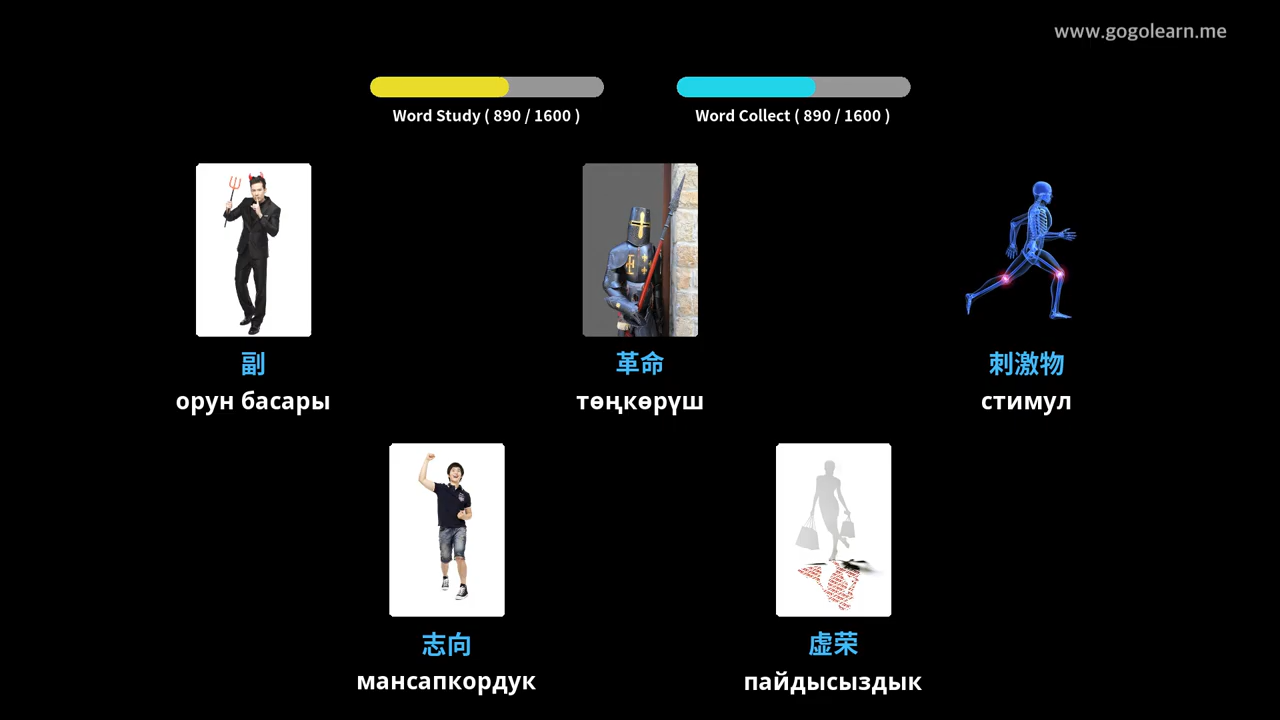 www.gogolearn.me
Word Study ( 890 / 1600 )
Word Collect ( 890 / 1600 )
副
革命
刺激物
орун басары
төңкөрүш
стимул
志向
虚荣
мансапкордук
пайдысыздык